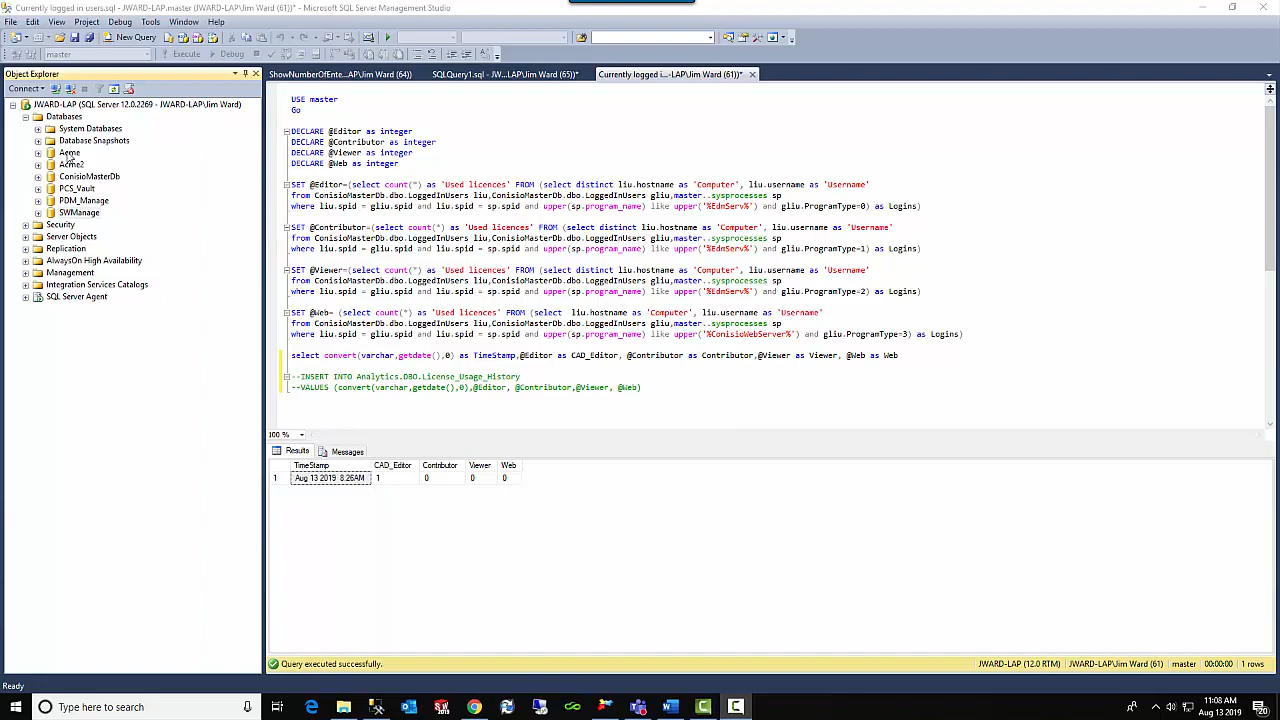 Currently logged in users.sql - JWARD-LAP.master (JWARD-LAP\Jim Ward (61))* - Microsoft SQL Server Management Studio
File Edit View Project Debug Tools Window Help
New Query
master Execute Debug
Object Explorer
ShowNumberOfEnte...AP\Jim Ward (64)) SQLQuery1.sql - JW...LAP\Jim Ward (65))* Currently logged i...-LAP\Jim Ward (61))*
Connect
JWARD-LAP (SQL Server 12.0.2269 - JWARD-LAP\Jim Ward)
Databases
System Databases
Database Snapshots
Acme
Acme2
ConisioMasterDb
PCS_Vault
PDM_Manage
SWManage
Security
Server Objects
Replication
AlwaysOn High Availability
Management
Integration Services Catalogs
SQL Server Agent
USE master
Go
DECLARE @Editor as integer
DECLARE @Contributor as integer
DECLARE @Viewer as integer
DECLARE @Web as integer
SET @Editor=(select count(*) as 'Used licences' FROM (select distinct liu.hostname as 'Computer', liu.username as 'Username'
from ConisioMasterDb.dbo.LoggedInUsers liu,ConisioMasterDb.dbo.LoggedInUsers gliu,master..sysprocesses sp
where liu.spid = gliu.spid and liu.spid = sp.spid and upper(sp.program_name) like upper('%EdmServ%') and gliu.ProgramType=0) as Logins)
SET @Contributor=(select count(*) as 'Used licences' FROM (select distinct liu.hostname as 'Computer', liu.username as 'Username'
from ConisioMasterDb.dbo.LoggedInUsers liu,ConisioMasterDb.dbo.LoggedInUsers gliu,master..sysprocesses sp
where liu.spid = gliu.spid and liu.spid = sp.spid and upper(sp.program_name) like upper('%EdmServ%') and gliu.ProgramType=1) as Logins)
SET @Viewer=(select count(*) as 'Used licences' FROM (select distinct liu.hostname as 'Computer', liu.username as 'Username'
from ConisioMasterDb.dbo.LoggedInUsers liu,ConisioMasterDb.dbo.LoggedInUsers gliu,master..sysprocesses sp
where liu.spid = gliu.spid and liu.spid = sp.spid and upper(sp.program_name) like upper('%EdmServ%') and gliu.ProgramType=2) as Logins)
SET @Web= (select count(*) as 'Used licences' FROM (select liu.hostname as 'Computer', liu.username as 'Username'
from ConisioMasterDb.dbo.LoggedInUsers liu,ConisioMasterDb.dbo.LoggedInUsers gliu,master..sysprocesses sp
where liu.spid = gliu.spid and liu.spid = sp.spid and upper(sp.program_name) like upper('%ConisioWebServer%') and gliu.ProgramType=3) as Logins)
select convert(varchar,getdate(),0) as TimeStamp,@Editor as CAD_Editor, @Contributor as Contributor,@Viewer as Viewer, @Web as Web
--INSERT INTO Analytics.DBO.License_Usage_History
--VALUES (convert(varchar,getdate(),0),@Editor, @Contributor,@Viewer, @Web)
100 %
Results Messages
TimeStamp CAD_Editor Contributor Viewer Web
1 Aug 13 2019 8:26AM 1 0 0 0
Query executed successfully. JWARD-LAP (12.0 RTM) JWARD-LAP\Jim Ward (61) master 00:00:00 1 rows
Ready
Type here to search
11:08 AM
Aug 13 2019